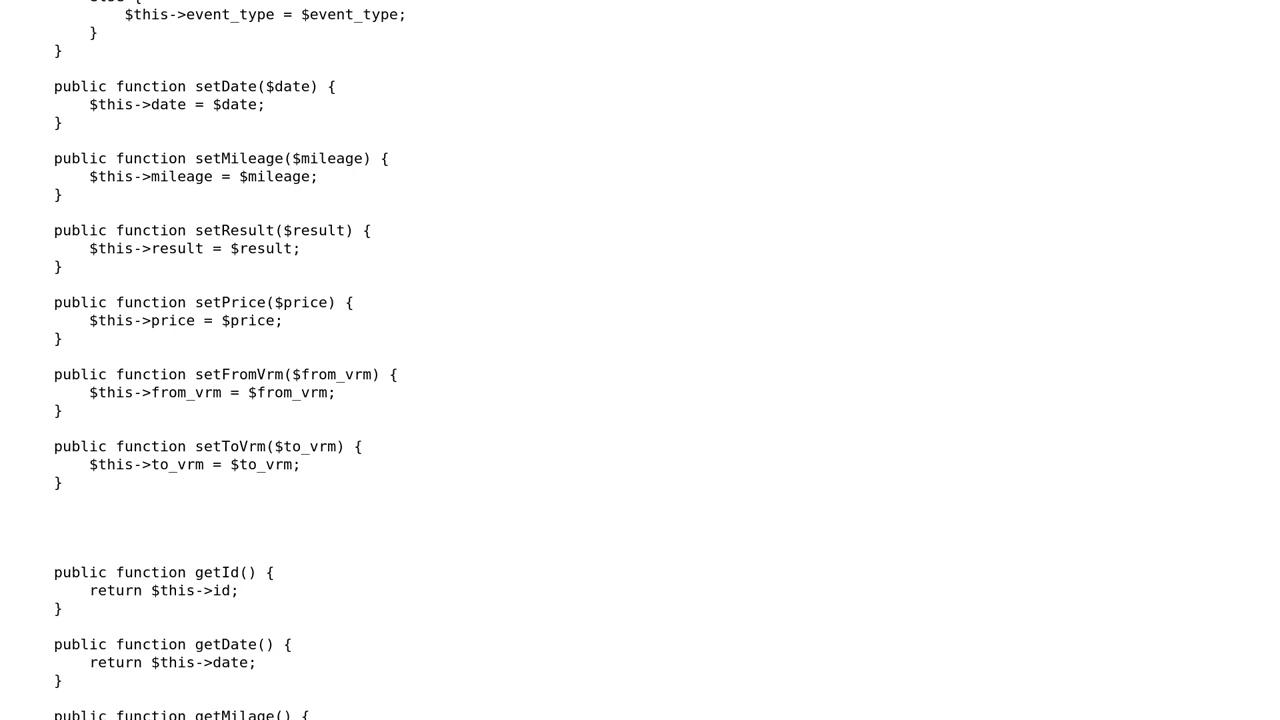 else {
$this->event_type = $event_type;
}
}
public function setDate($date) {
$this->date = $date;
}
public function setMileage($mileage) {
$this->mileage = $mileage;
}
public function setResult($result) {
$this->result = $result;
}
public function setPrice($price) {
$this->price = $price;
}
public function setFromVrm($from_vrm) {
$this->from_vrm = $from_vrm;
}
public function setToVrm($to_vrm) {
$this->to_vrm = $to_vrm;
}
public function getId() {
return $this->id;
}
public function getDate() {
return $this->date;
}
public function getMilage() {